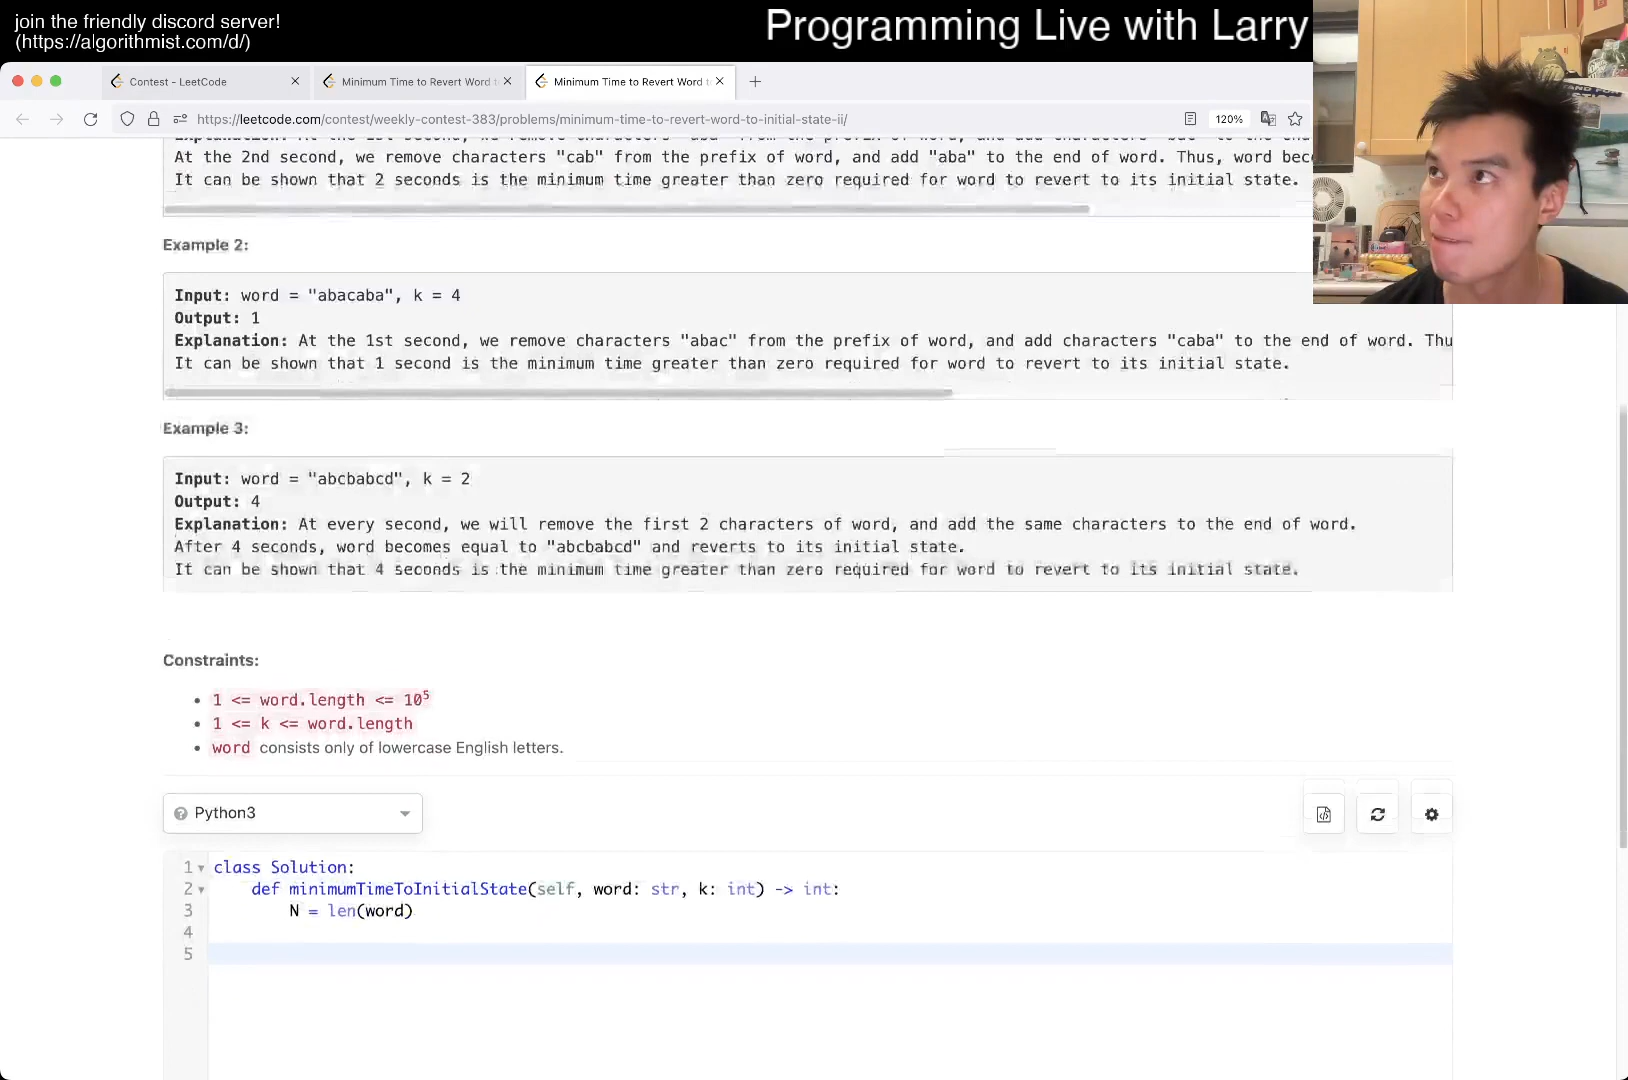 join the friendly discord server!
(https://algorithmist.com/d/)
Programming Live with Larry
Contest - LeetCode
Minimum Time to Revert Word t
Minimum Time to Revert Word t
https://leetcode.com/contest/weekly-contest-383/problems/minimum-time-to-revert-word-to-initial-state-ii/
120%
At the 2nd second, we remove characters "cab" from the prefix of word, and add "aba" to the end of word. Thus, word bec
It can be shown that 2 seconds is the minimum time greater than zero required for word to revert to its initial state.
Example 2:
Input: word = "abacaba", k = 4
Output: 1
Explanation: At the 1st second, we remove characters "abac" from the prefix of word, and add characters "caba" to the end of word. Thu
It can be shown that 1 second is the minimum time greater than zero required for word to revert to its initial state.
Example 3:
Input: word = "abcbabcd", k = 2
Output: 4
Explanation: At every second, we will remove the first 2 characters of word, and add the same characters to the end of word.
After 4 seconds, word becomes equal to "abcbabcd" and reverts to its initial state.
It can be shown that 4 seconds is the minimum time greater than zero required for word to revert to its initial state.
Constraints:
1 <= word.length <= 10⁵
1 <= k <= word.length
word consists only of lowercase English letters.
Python3
1 class Solution:
2 def minimumTimeToInitialState(self, word: str, k: int) -> int:
3 N = len(word)
4
5